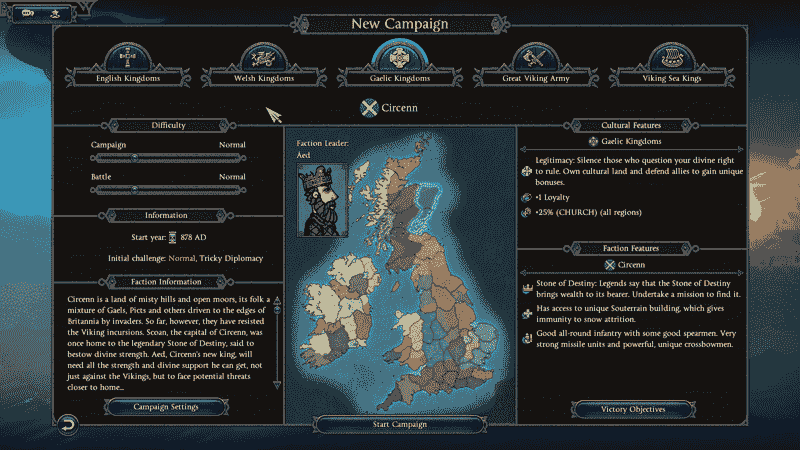 New Campaign
English Kingdoms
Welsh Kingdoms
Gaelic Kingdoms
Great Viking Army
Viking Sea Kings
Circenn
Difficulty
Campaign Normal
Battle Normal
Information
Start year: 878 AD
Initial challenge: Normal, Tricky Diplomacy
Faction Information
Circenn is a land of misty hills and open moors, its folk a
mixture of Gaels, Picts and others driven to the edges of
Britannia by invaders. So far, however, they have resisted
the Viking incursions. Scoan, the capital of Circenn, was
once home to the legendary Stone of Destiny, said to
bestow divine strength. Aed, Circenn's new king, will
need all the strength and divine support he can get, not
just against the Vikings, but to face potential threats
closer to home...
Campaign Settings
Faction Leader:
Aed
Start Campaign
Cultural Features
Gaelic Kingdoms
Legitimacy: Silence those who question your divine right
to rule. Own cultural land and defend allies to gain unique
bonuses.
+1 Loyalty
+25% (CHURCH) (all regions)
Faction Features
Circenn
Stone of Destiny: Legends say that the Stone of Destiny
brings wealth to its bearer. Undertake a mission to find it.
Has access to unique Souterrain building, which gives
immunity to snow attrition.
Good all-round infantry with some good spearmen. Very
strong missile units and powerful, unique crossbowmen.
Victory Objectives